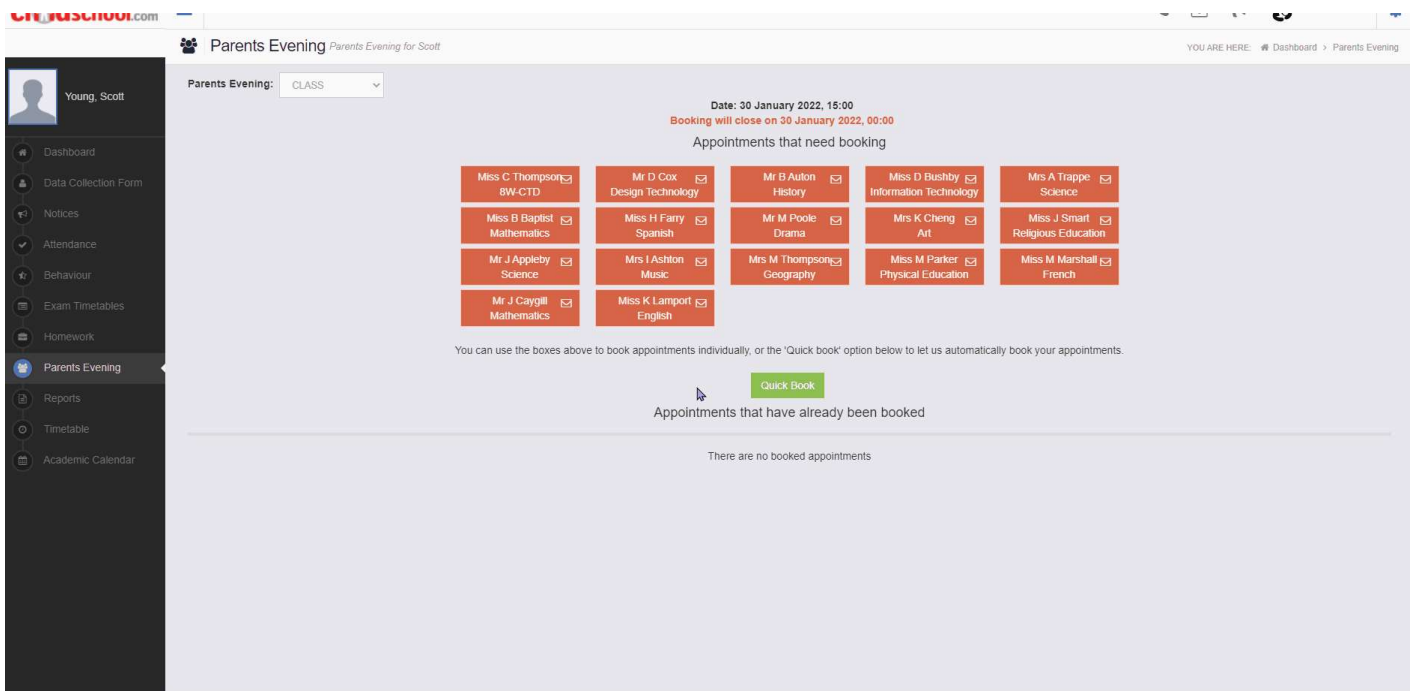 .com
Parents Evening Parents Evening for Scott
YOU ARE HERE: Dashboard > Parents Evening
Young, Scott
Dashboard
Data Collection Form
Notices
Attendance
Behaviour
Exam Timetables
Homework
Parents Evening
Reports
Timetable
Academic Calendar
Parents Evening: CLASS
Date: 30 January 2022, 15:00
Booking will close on 30 January 2022, 00:00
Appointments that need booking
Miss C Thompson
8W-CTD
Mr D Cox
Design Technology
Mr B Auton
History
Miss D Bushby
Information Technology
Mrs A Trappe
Science
Miss B Baptist
Mathematics
Miss H Farry
Spanish
Mr M Poole
Drama
Mrs K Cheng
Art
Miss J Smart
Religious Education
Mr J Appleby
Science
Mrs I Ashton
Music
Mrs M Thompson
Geography
Miss M Parker
Physical Education
Miss M Marshall
French
Mr J Caygill
Mathematics
Miss K Lamport
English
You can use the boxes above to book appointments individually, or the 'Quick book' option below to let us automatically book your appointments.
Quick Book
Appointments that have already been booked
There are no booked appointments